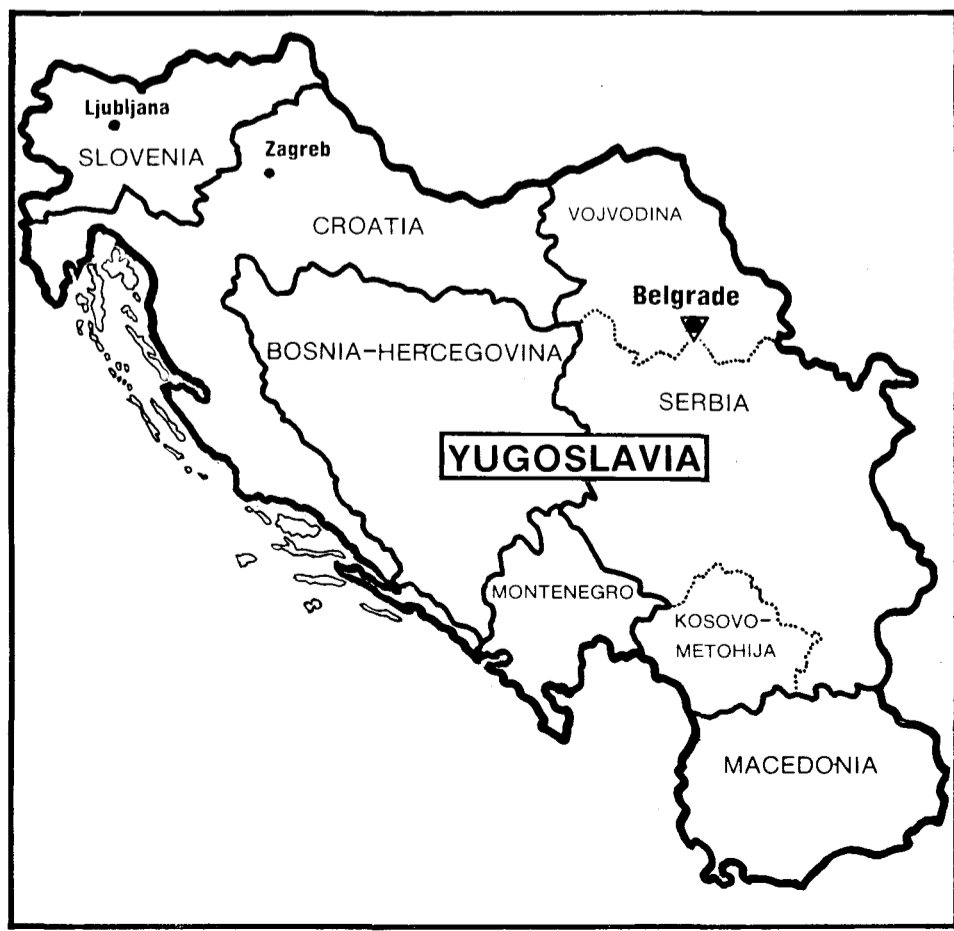 Ljubljana
SLOVENIA
Zagreb
CROATIA
VOJVODINA
Belgrade
BOSNIA-HERCEGOVINA
SERBIA
YUGOSLAVIA
MONTENEGRO
KOSOVO-
METOHIJA
MACEDONIA